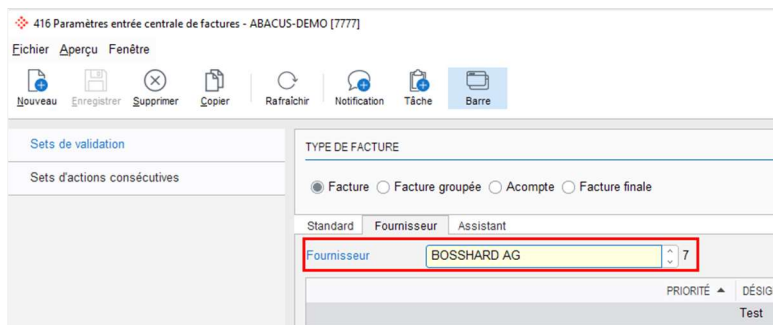 416 Paramètres entrée centrale de factures - ABACUS-DEMO [7777]
Fichier Aperçu Fenêtre
Nouveau Enregistrer Supprimer Copier Rafraîchir Notification Tâche Barre
Sets de validation
Sets d'actions consécutives
TYPE DE FACTURE
Facture Facture groupée Acompte Facture finale
Standard Fournisseur Assistant
Fournisseur BOSSHARD AG 7
PRIORITÉ DÉSIG
Test